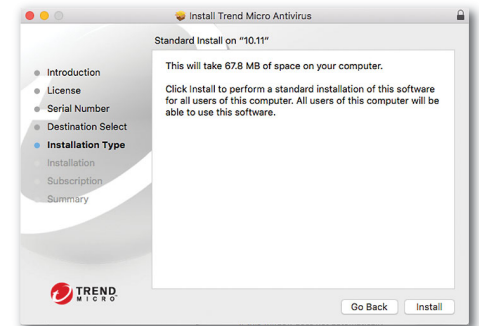 Install Trend Micro Antivirus
Standard Install on "10.11"
Introduction
License
Serial Number
Destination Select
Installation Type
Installation
Subscription
Summary
This will take 67.8 MB of space on your computer.
Click Install to perform a standard installation of this software
for all users of this computer. All users of this computer will be
able to use this software.
TREND
MICRO
Go Back
Install